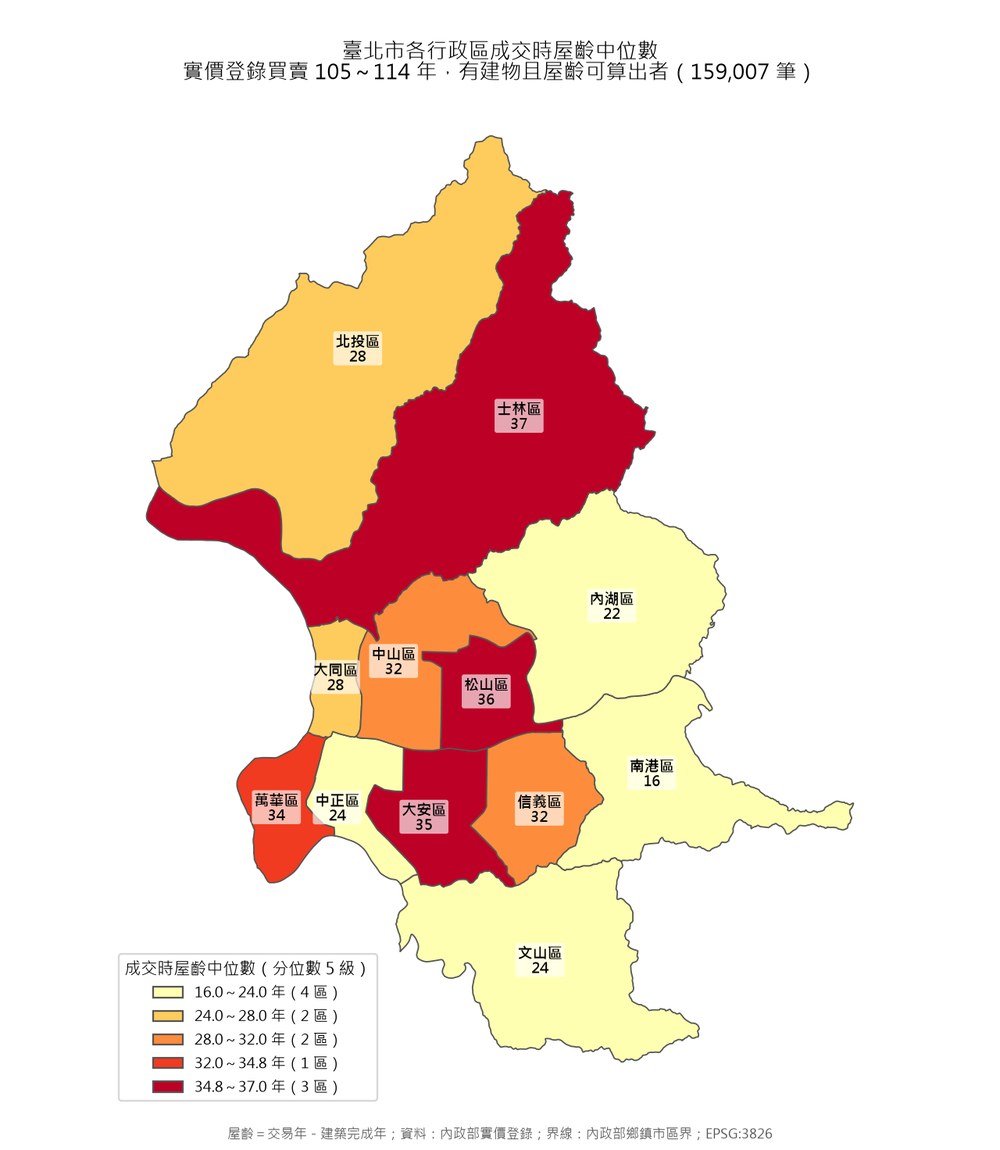 臺北市各行政區成交時屋齡中位數
實價登錄買賣 105～114 年，有建物且屋齡可算出者（159,007 筆）
北投區
28
士林區
37
內湖區
22
大同區
28
中山區
32
松山區
36
南港區
16
萬華區
34
中正區
24
大安區
35
信義區
32
文山區
24
成交時屋齡中位數（分位數 5 級）
16.0～24.0 年（4 區）
24.0～28.0 年（2 區）
28.0～32.0 年（2 區）
32.0～34.8 年（1 區）
34.8～37.0 年（3 區）
屋齡＝交易年－建築完成年；資料：內政部實價登錄；界線：內政部鄉鎮市區界；EPSG:3826